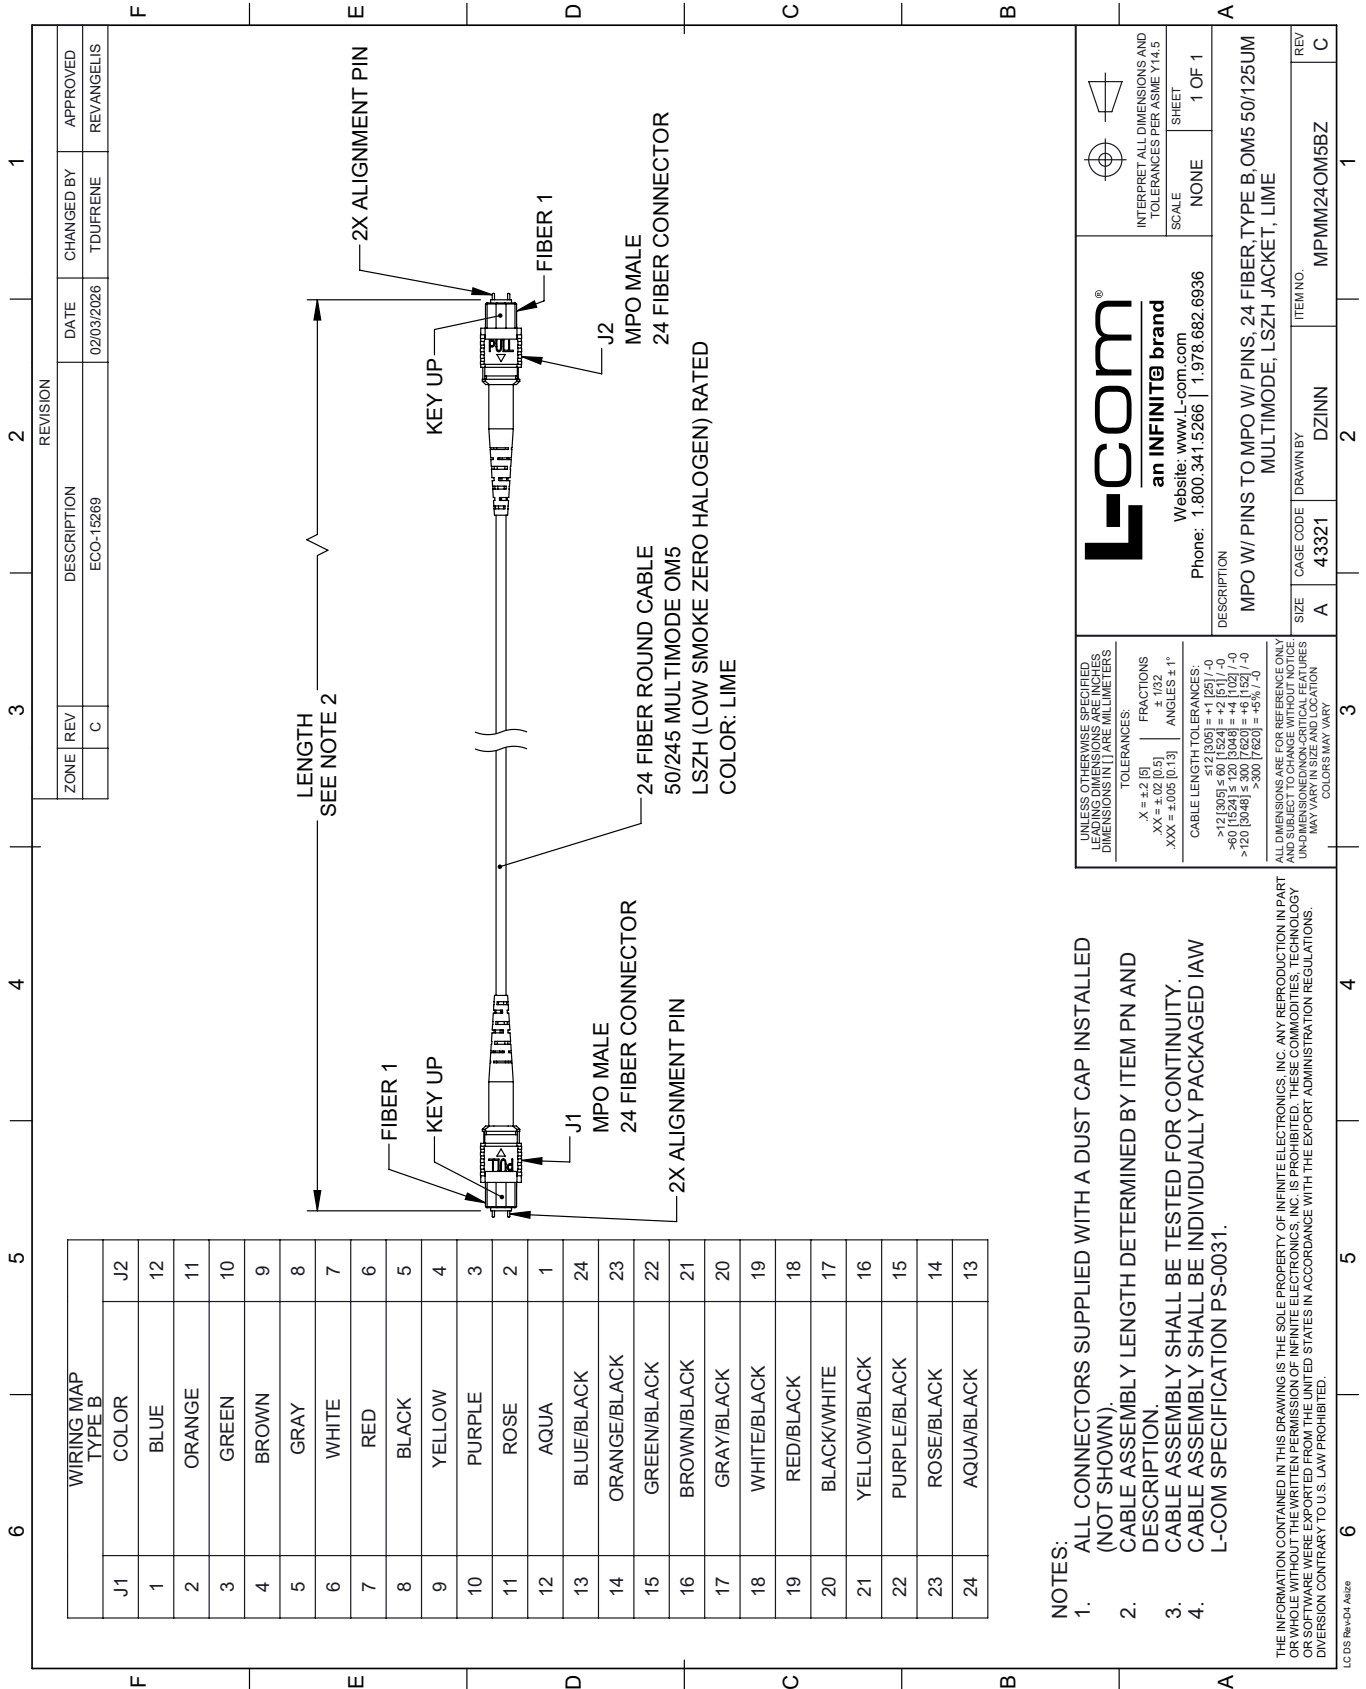 6
5
4
3
2
1
F
E
D
C
B
A
REVISION
ZONE REV DESCRIPTION DATE CHANGED BY APPROVED
C ECO-15269 02/03/2026 TDUFRENE REVANGELIS
WIRING MAP
TYPE B
J1 COLOR J2
1 BLUE 12
2 ORANGE 11
3 GREEN 10
4 BROWN 9
5 GRAY 8
6 WHITE 7
7 RED 6
8 BLACK 5
9 YELLOW 4
10 PURPLE 3
11 ROSE 2
12 AQUA 1
13 BLUE/BLACK 24
14 ORANGE/BLACK 23
15 GREEN/BLACK 22
16 BROWN/BLACK 21
17 GRAY/BLACK 20
18 WHITE/BLACK 19
19 RED/BLACK 18
20 BLACK/WHITE 17
21 YELLOW/BLACK 16
22 PURPLE/BLACK 15
23 ROSE/BLACK 14
24 AQUA/BLACK 13
LENGTH
SEE NOTE 2
FIBER 1
KEY UP
PULL
J1
MPO MALE
24 FIBER CONNECTOR
2X ALIGNMENT PIN
24 FIBER ROUND CABLE
50/245 MULTIMODE OM5
LSZH (LOW SMOKE ZERO HALOGEN) RATED
COLOR: LIME
2X ALIGNMENT PIN
KEY UP
PULL
FIBER 1
J2
MPO MALE
24 FIBER CONNECTOR
NOTES:
1. ALL CONNECTORS SUPPLIED WITH A DUST CAP INSTALLED
(NOT SHOWN).
2. CABLE ASSEMBLY LENGTH DETERMINED BY ITEM PN AND
DESCRIPTION.
3. CABLE ASSEMBLY SHALL BE TESTED FOR CONTINUITY.
4. CABLE ASSEMBLY SHALL BE INDIVIDUALLY PACKAGED IAW
L-COM SPECIFICATION PS-0031.
THE INFORMATION CONTAINED IN THIS DRAWING IS THE SOLE PROPERTY OF INFINITE ELECTRONICS, INC. ANY REPRODUCTION IN PART
OR WHOLE WITHOUT THE WRITTEN PERMISSION OF INFINITE ELECTRONICS, INC. IS PROHIBITED. THESE COMMODITIES, TECHNOLOGY
OR SOFTWARE WERE EXPORTED FROM THE UNITED STATES IN ACCORDANCE WITH THE EXPORT ADMINISTRATION REGULATIONS.
DIVERSION CONTRARY TO U.S. LAW PROHIBITED.
UNLESS OTHERWISE SPECIFIED
LEADING DIMENSIONS ARE INCHES
DIMENSIONS IN [ ] ARE MILLIMETERS
TOLERANCES:
.X = ±.2 [5] FRACTIONS
.XX = ±.02 [0.5] ± 1/32
.XXX = ±.005 [0.13] ANGLES ± 1°
CABLE LENGTH TOLERANCES:
≤12 [305] = +1 [25] / -0
>12 [305] ≤ 60 [1524] = +2 [51] / -0
>60 [1524] ≤ 120 [3048] = +4 [102] / -0
>120 [3048] ≤ 300 [7620] = +6 [152] / -0
>300 [7620] = +5% / -0
ALL DIMENSIONS ARE FOR REFERENCE ONLY
AND SUBJECT TO CHANGE WITHOUT NOTICE.
UN-DIMENSIONED/NON-CRITICAL FEATURES
MAY VARY IN SIZE AND LOCATION
COLORS MAY VARY
L-com®
an INFINITe brand
Website: www.L-com.com
Phone: 1.800.341.5266 | 1.978.682.6936
INTERPRET ALL DIMENSIONS AND
TOLERANCES PER ASME Y14.5
SCALE NONE
SHEET 1 OF 1
DESCRIPTION
MPO W/ PINS TO MPO W/ PINS, 24 FIBER,TYPE B,OM5 50/125UM
MULTIMODE, LSZH JACKET, LIME
SIZE A
CAGE CODE 43321
DRAWN BY DZINN
ITEM NO. MPMM24OM5BZ
REV C
LC DS Rev-D4 Asize
6
5
4
3
2
1
F
E
D
C
B
A